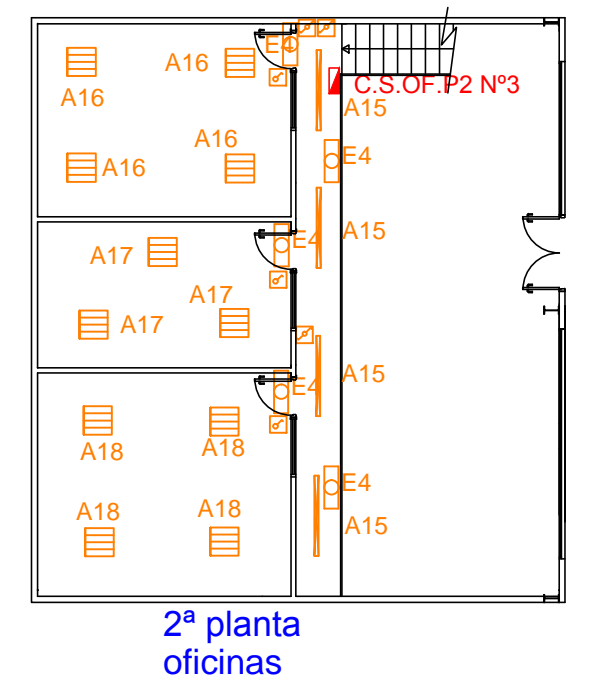 E4
A16
A16
C.S.OF.P2 Nº3
A15
A16
A16
E4
A15
E4
A17
A17
A17
A15
E4
A18
A18
E4
A18
A18
A15
2ª planta
oficinas